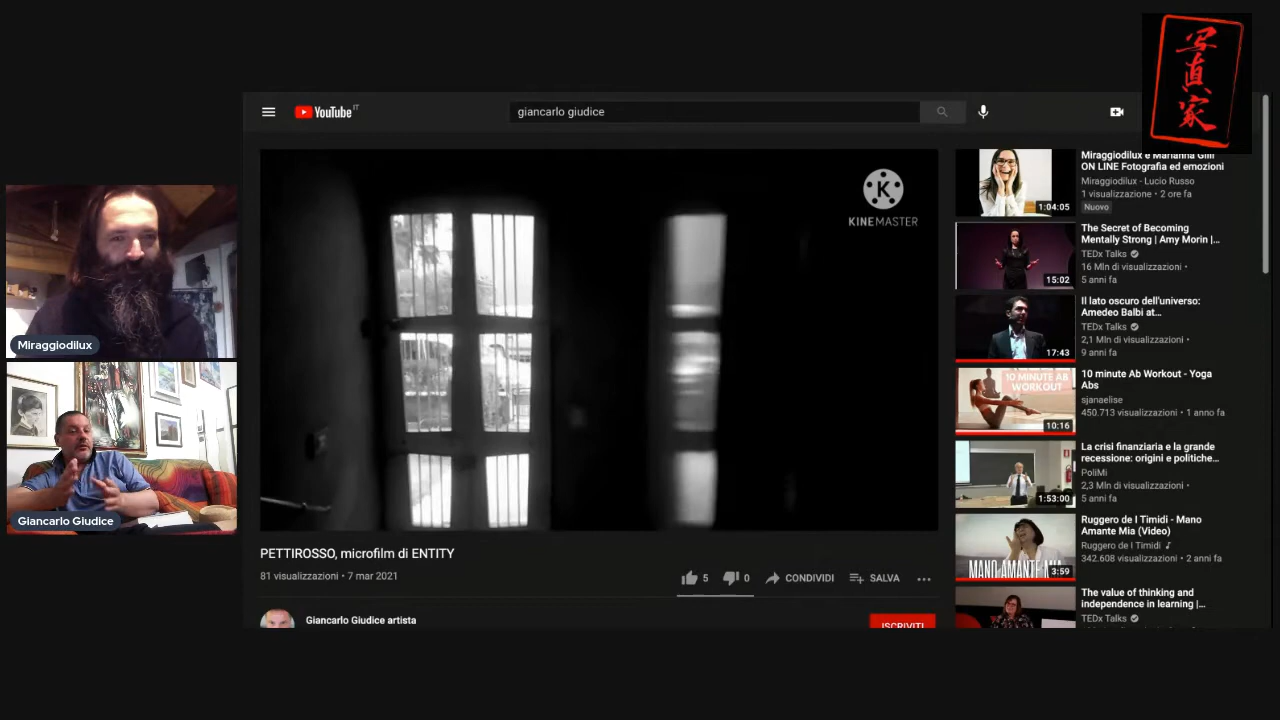 写真家
YouTube IT
giancarlo giudice
KINEMASTER
Miraggiodilux
Giancarlo Giudice
PETTIROSSO, microfilm di ENTITY
81 visualizzazioni • 7 mar 2021
5
0
CONDIVIDI
SALVA
Giancarlo Giudice artista
ISCRIVITI
Miraggiodilux e Marianna Gilli
ON LINE Fotografia ed emozioni
Miraggiodilux - Lucio Russo
1 visualizzazione • 2 ore fa
Nuovo
1:04:05
The Secret of Becoming
Mentally Strong | Amy Morin |...
TEDx Talks
16 Mln di visualizzazioni •
5 anni fa
15:02
Il lato oscuro dell'universo:
Amedeo Balbi at...
TEDx Talks
2,1 Mln di visualizzazioni •
9 anni fa
17:43
10 minute Ab Workout - Yoga
Abs
sjanaelise
450.713 visualizzazioni • 1 anno fa
10 MINUTE AB
WORKOUT
10:16
La crisi finanziaria e la grande
recessione: origini e politiche...
PoliMi
2,3 Mln di visualizzazioni •
5 anni fa
1:53:00
Ruggero de I Timidi - Mano
Amante Mia (Video)
Ruggero de I Timidi
342.608 visualizzazioni • 2 anni fa
MANO AMANTE MIA
3:59
The value of thinking and
independence in learning |...
TEDx Talks